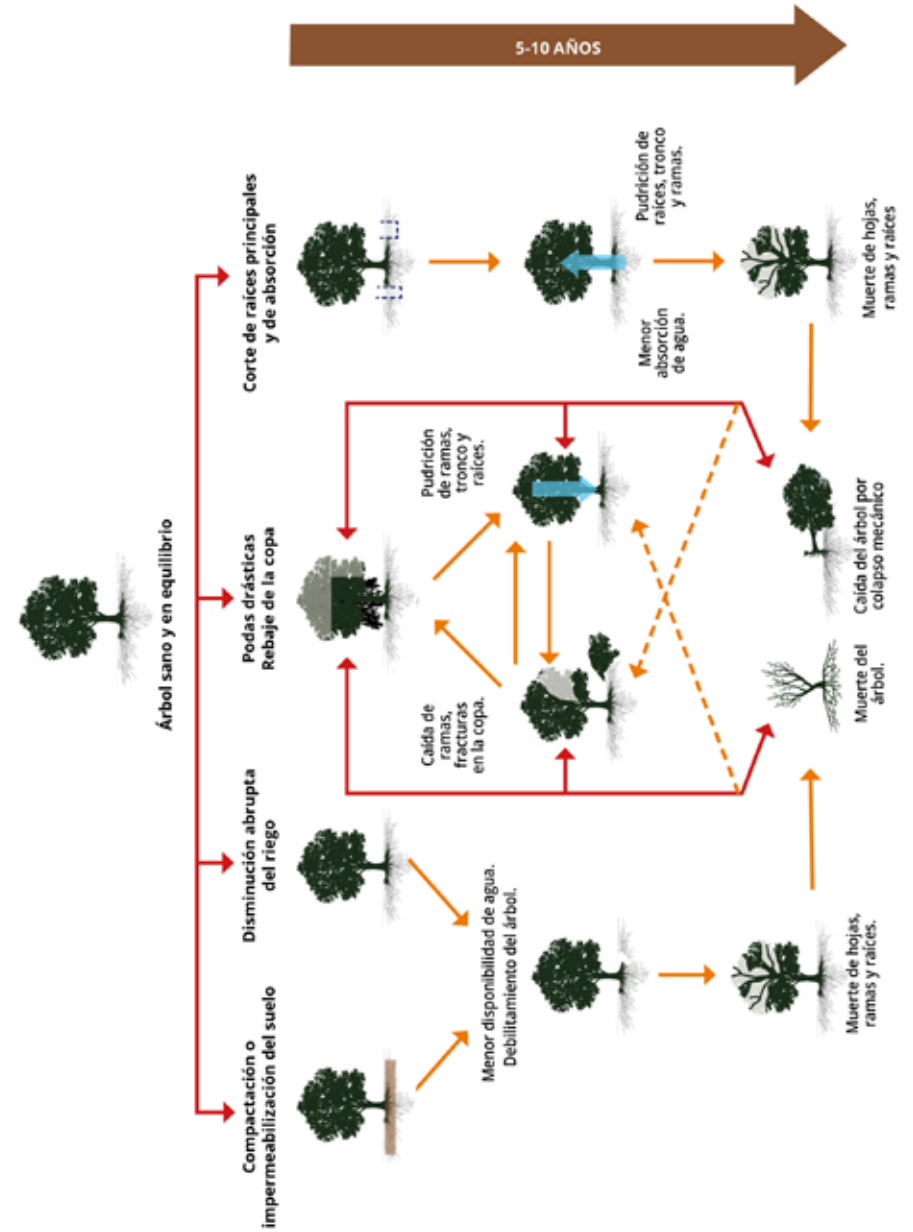 Árbol sano y en equilibrio
Compactación o
impermeabilización del suelo
Disminución abrupta
del riego
Podas drásticas
Rebaje de la copa
Corte de raíces principales
y de absorción
5-10 AÑOS
Menor disponibilidad de agua.
Debilitamiento del árbol.
Caída de
ramas,
fracturas
en la copa.
Pudrición
de ramas,
tronco y
raíces.
Menor
absorción
de agua.
Pudrición de
raíces, tronco
y ramas.
Muerte de hojas,
ramas y raíces.
Muerte del
árbol.
Caída del árbol por
colapso mecánico
Muerte de hojas,
ramas y raíces